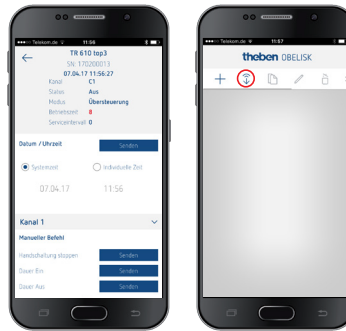 Telekom.de 11:56
TR 610 top3
SN: 170200013
07.04.17 11:56:27
Kanal C1
Status Aus
Modus Übersteuerung
Betriebszeit 8
Serviceintervall 0
Datum / Uhrzeit Senden
Systemzeit Individuelle Zeit
07.04.17 11:56
Kanal 1
Manueller Befehl
Handschaltung stoppen Senden
Dauer Ein Senden
Dauer Aus Senden
Telekom.de 11:57
theben OBELISK